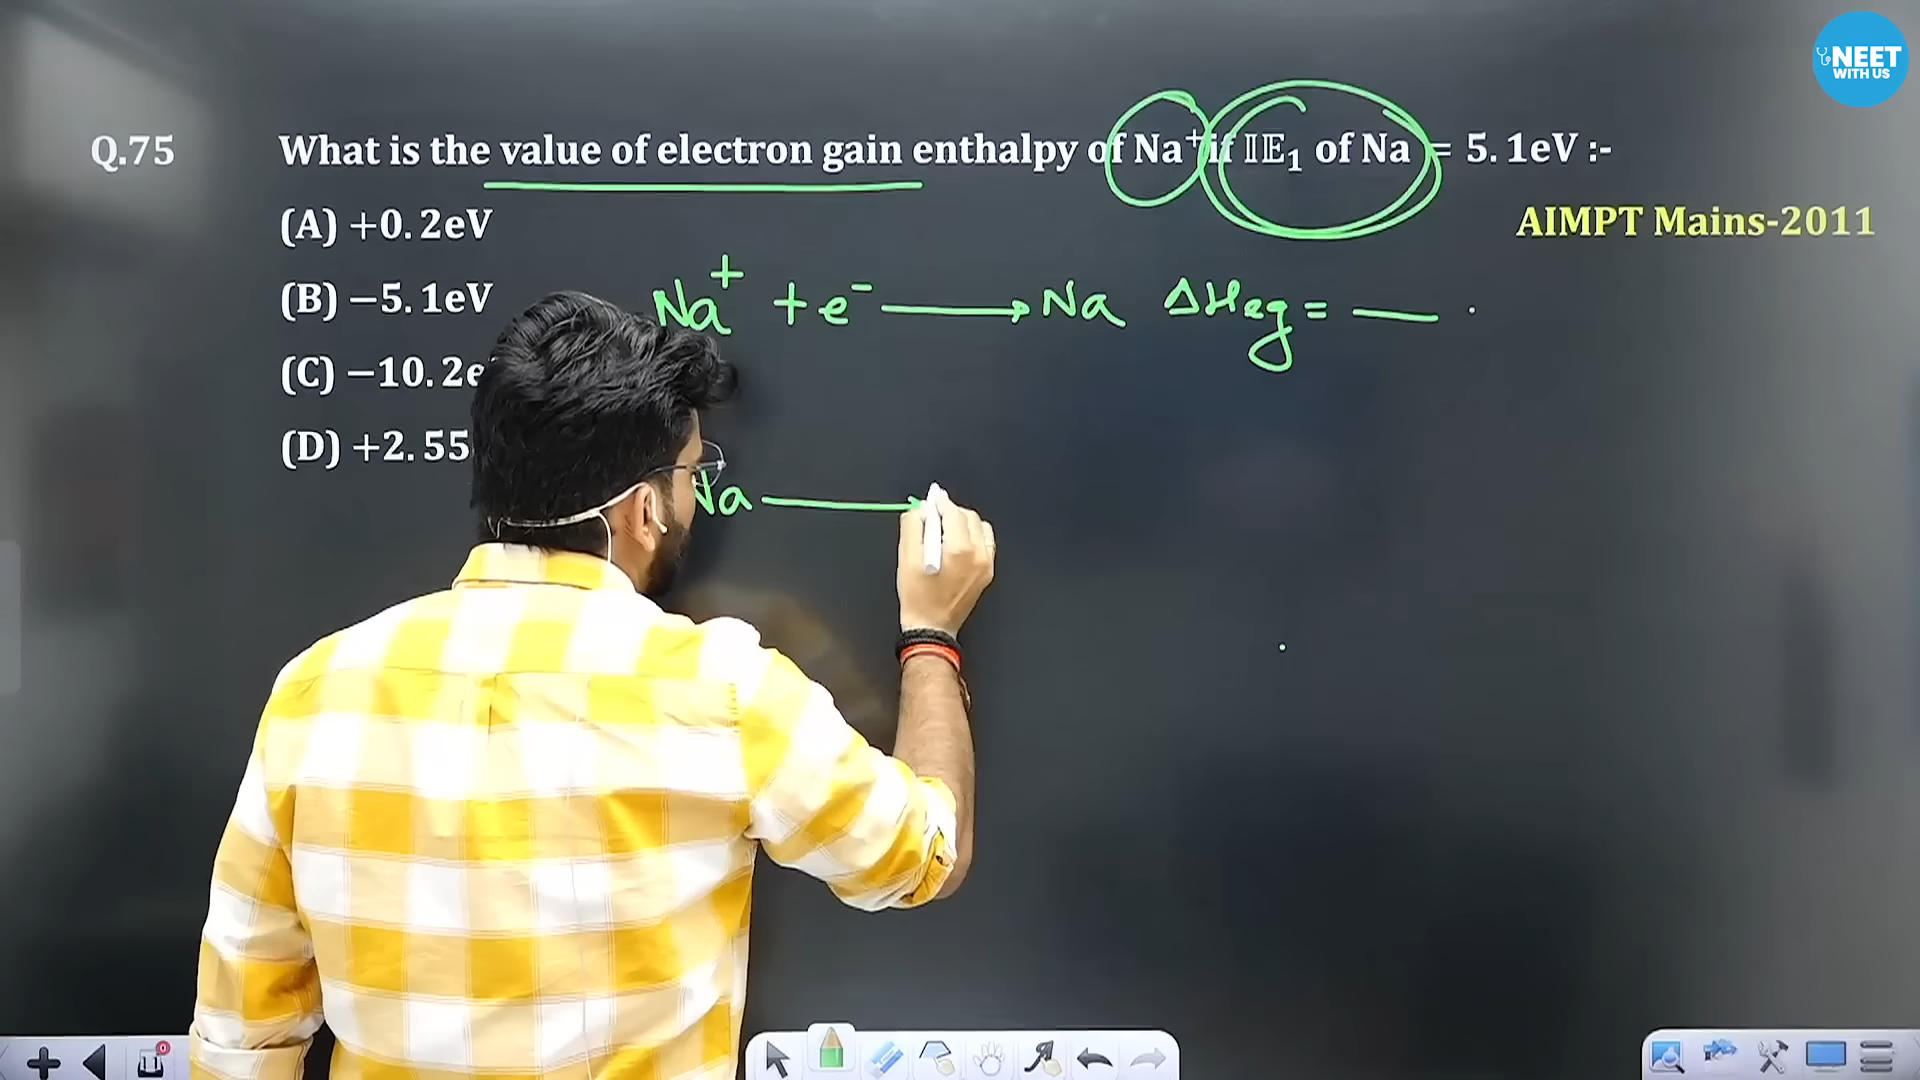 NEET
WITH US
Q.75 What is the value of electron gain enthalpy of Na⁺ if IE₁ of Na = 5.1eV :-
(A) +0.2eV
AIMPT Mains-2011
(B) −5.1eV
Na⁺ + e⁻ → Na ΔHeg = — .
(C) −10.2e
(D) +2.55
Na →